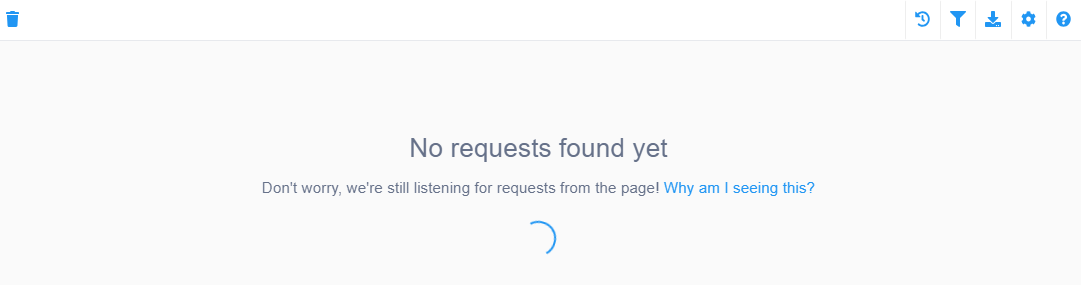 No requests found yet
Don't worry, we're still listening for requests from the page! Why am I seeing this?